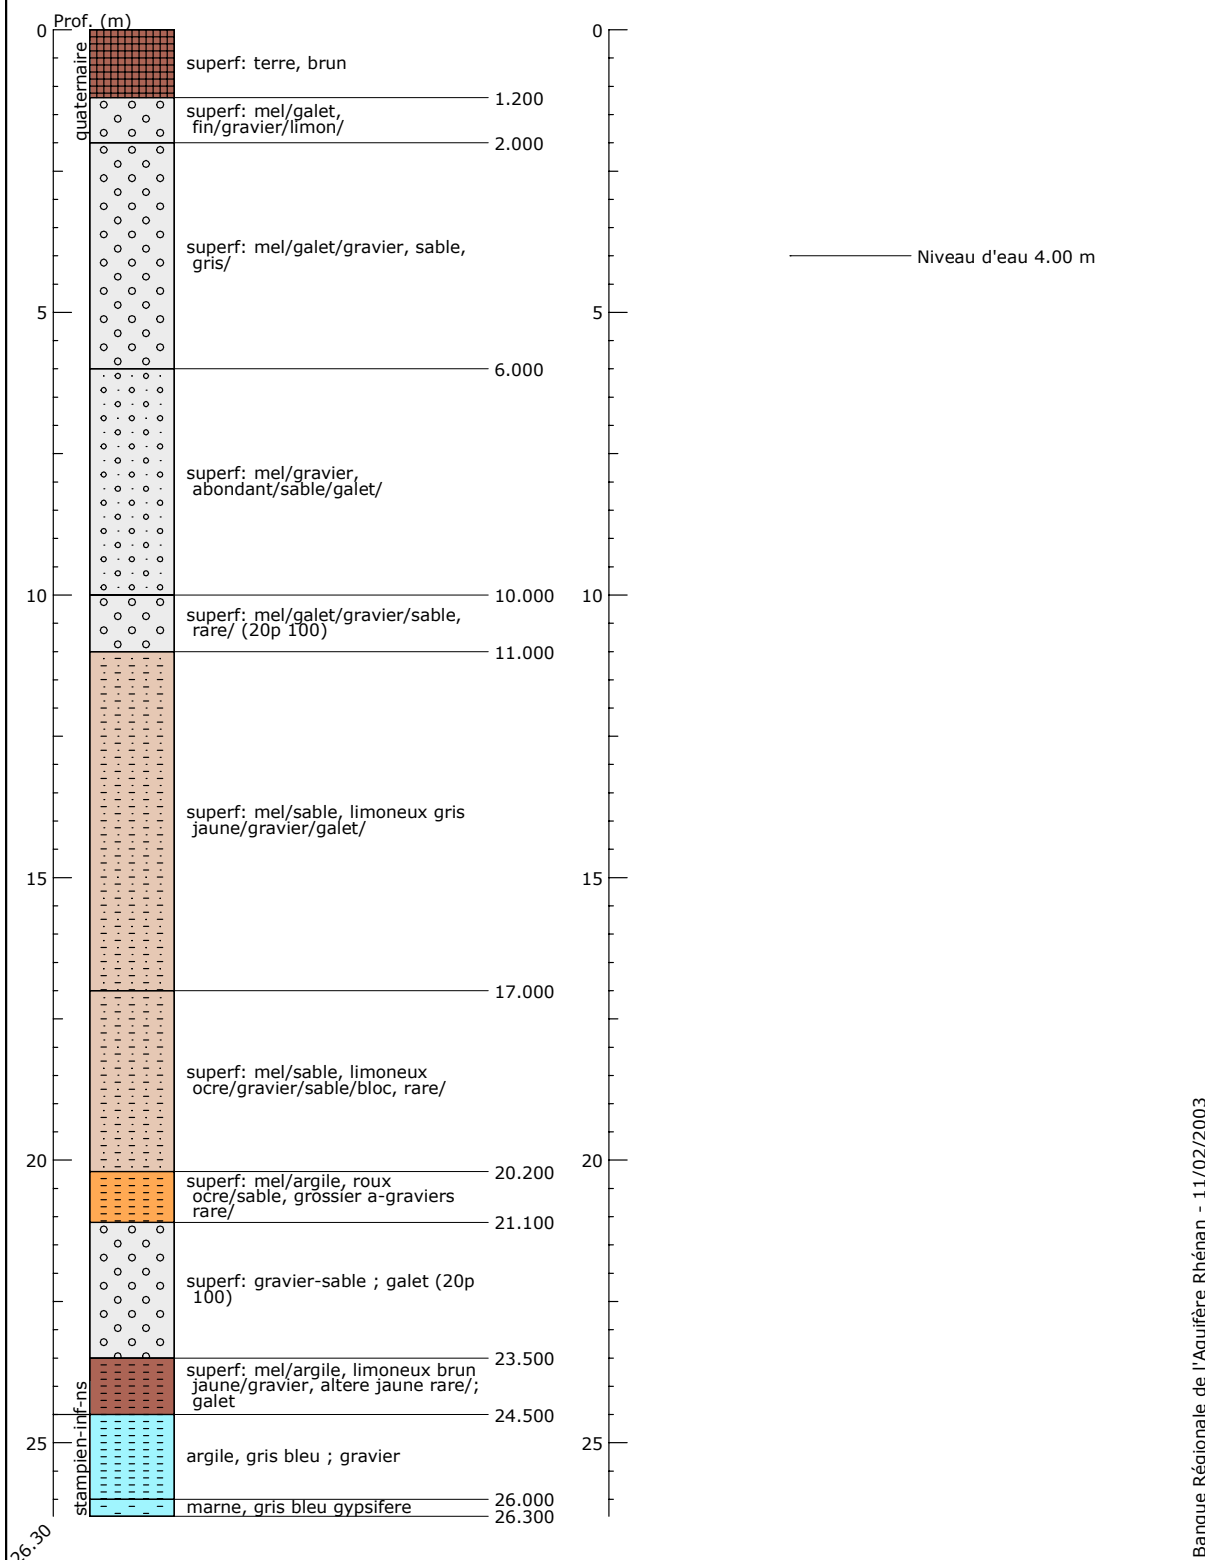 Prof. (m)
0
0
quaternaire
superf: terre, brun
1.200
superf: mel/galet,
fin/gravier/limon/
2.000
superf: mel/galet/gravier, sable,
gris/
Niveau d'eau 4.00 m
5
5
6.000
superf: mel/gravier,
abondant/sable/galet/
10
10.000
10
superf: mel/galet/gravier/sable,
rare/ (20p 100)
11.000
superf: mel/sable, limoneux gris
jaune/gravier/galet/
15
15
17.000
superf: mel/sable, limoneux
ocre/gravier/sable/bloc, rare/
20
20
20.200
superf: mel/argile, roux
ocre/sable, grossier a-graviers
rare/
21.100
superf: gravier-sable ; galet (20p
100)
23.500
superf: mel/argile, limoneux brun
jaune/gravier, altere jaune rare/;
galet
24.500
stampien-inf-ns
25
25
argile, gris bleu ; gravier
26.000
marne, gris bleu gypsifere
26.300
26.30
Banque Régionale de l'Aquifère Rhénan - 11/02/2003